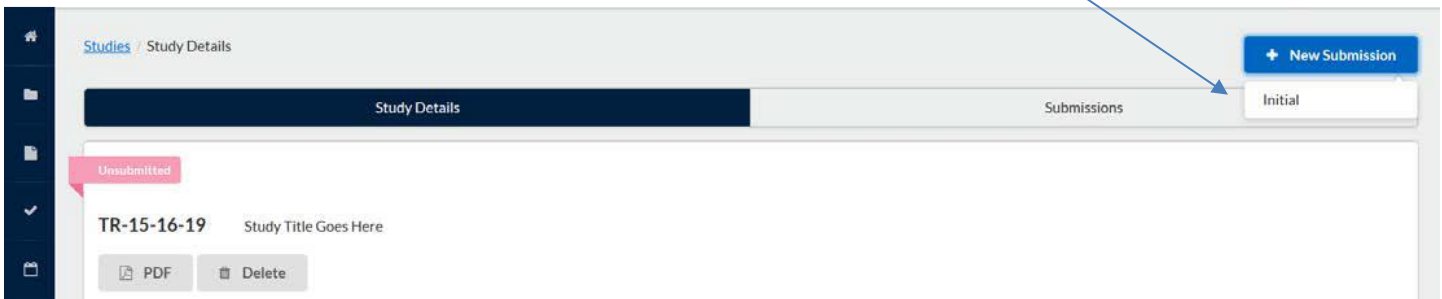 Studies / Study Details
+ New Submission
Initial
Study Details
Submissions
Unsubmitted
TR-15-16-19 Study Title Goes Here
PDF Delete